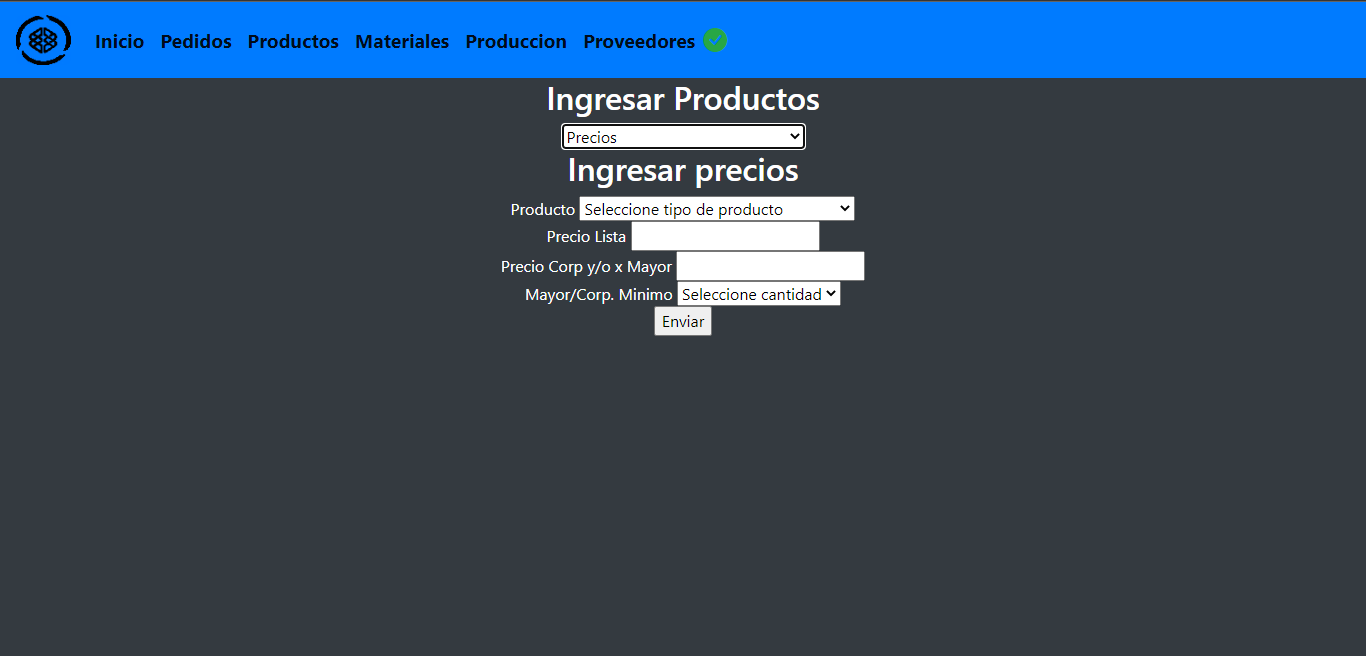 Inicio Pedidos Productos Materiales Produccion Proveedores
Ingresar Productos
Precios
Ingresar precios
Producto Seleccione tipo de producto
Precio Lista
Precio Corp y/o x Mayor
Mayor/Corp. Minimo Seleccione cantidad
Enviar